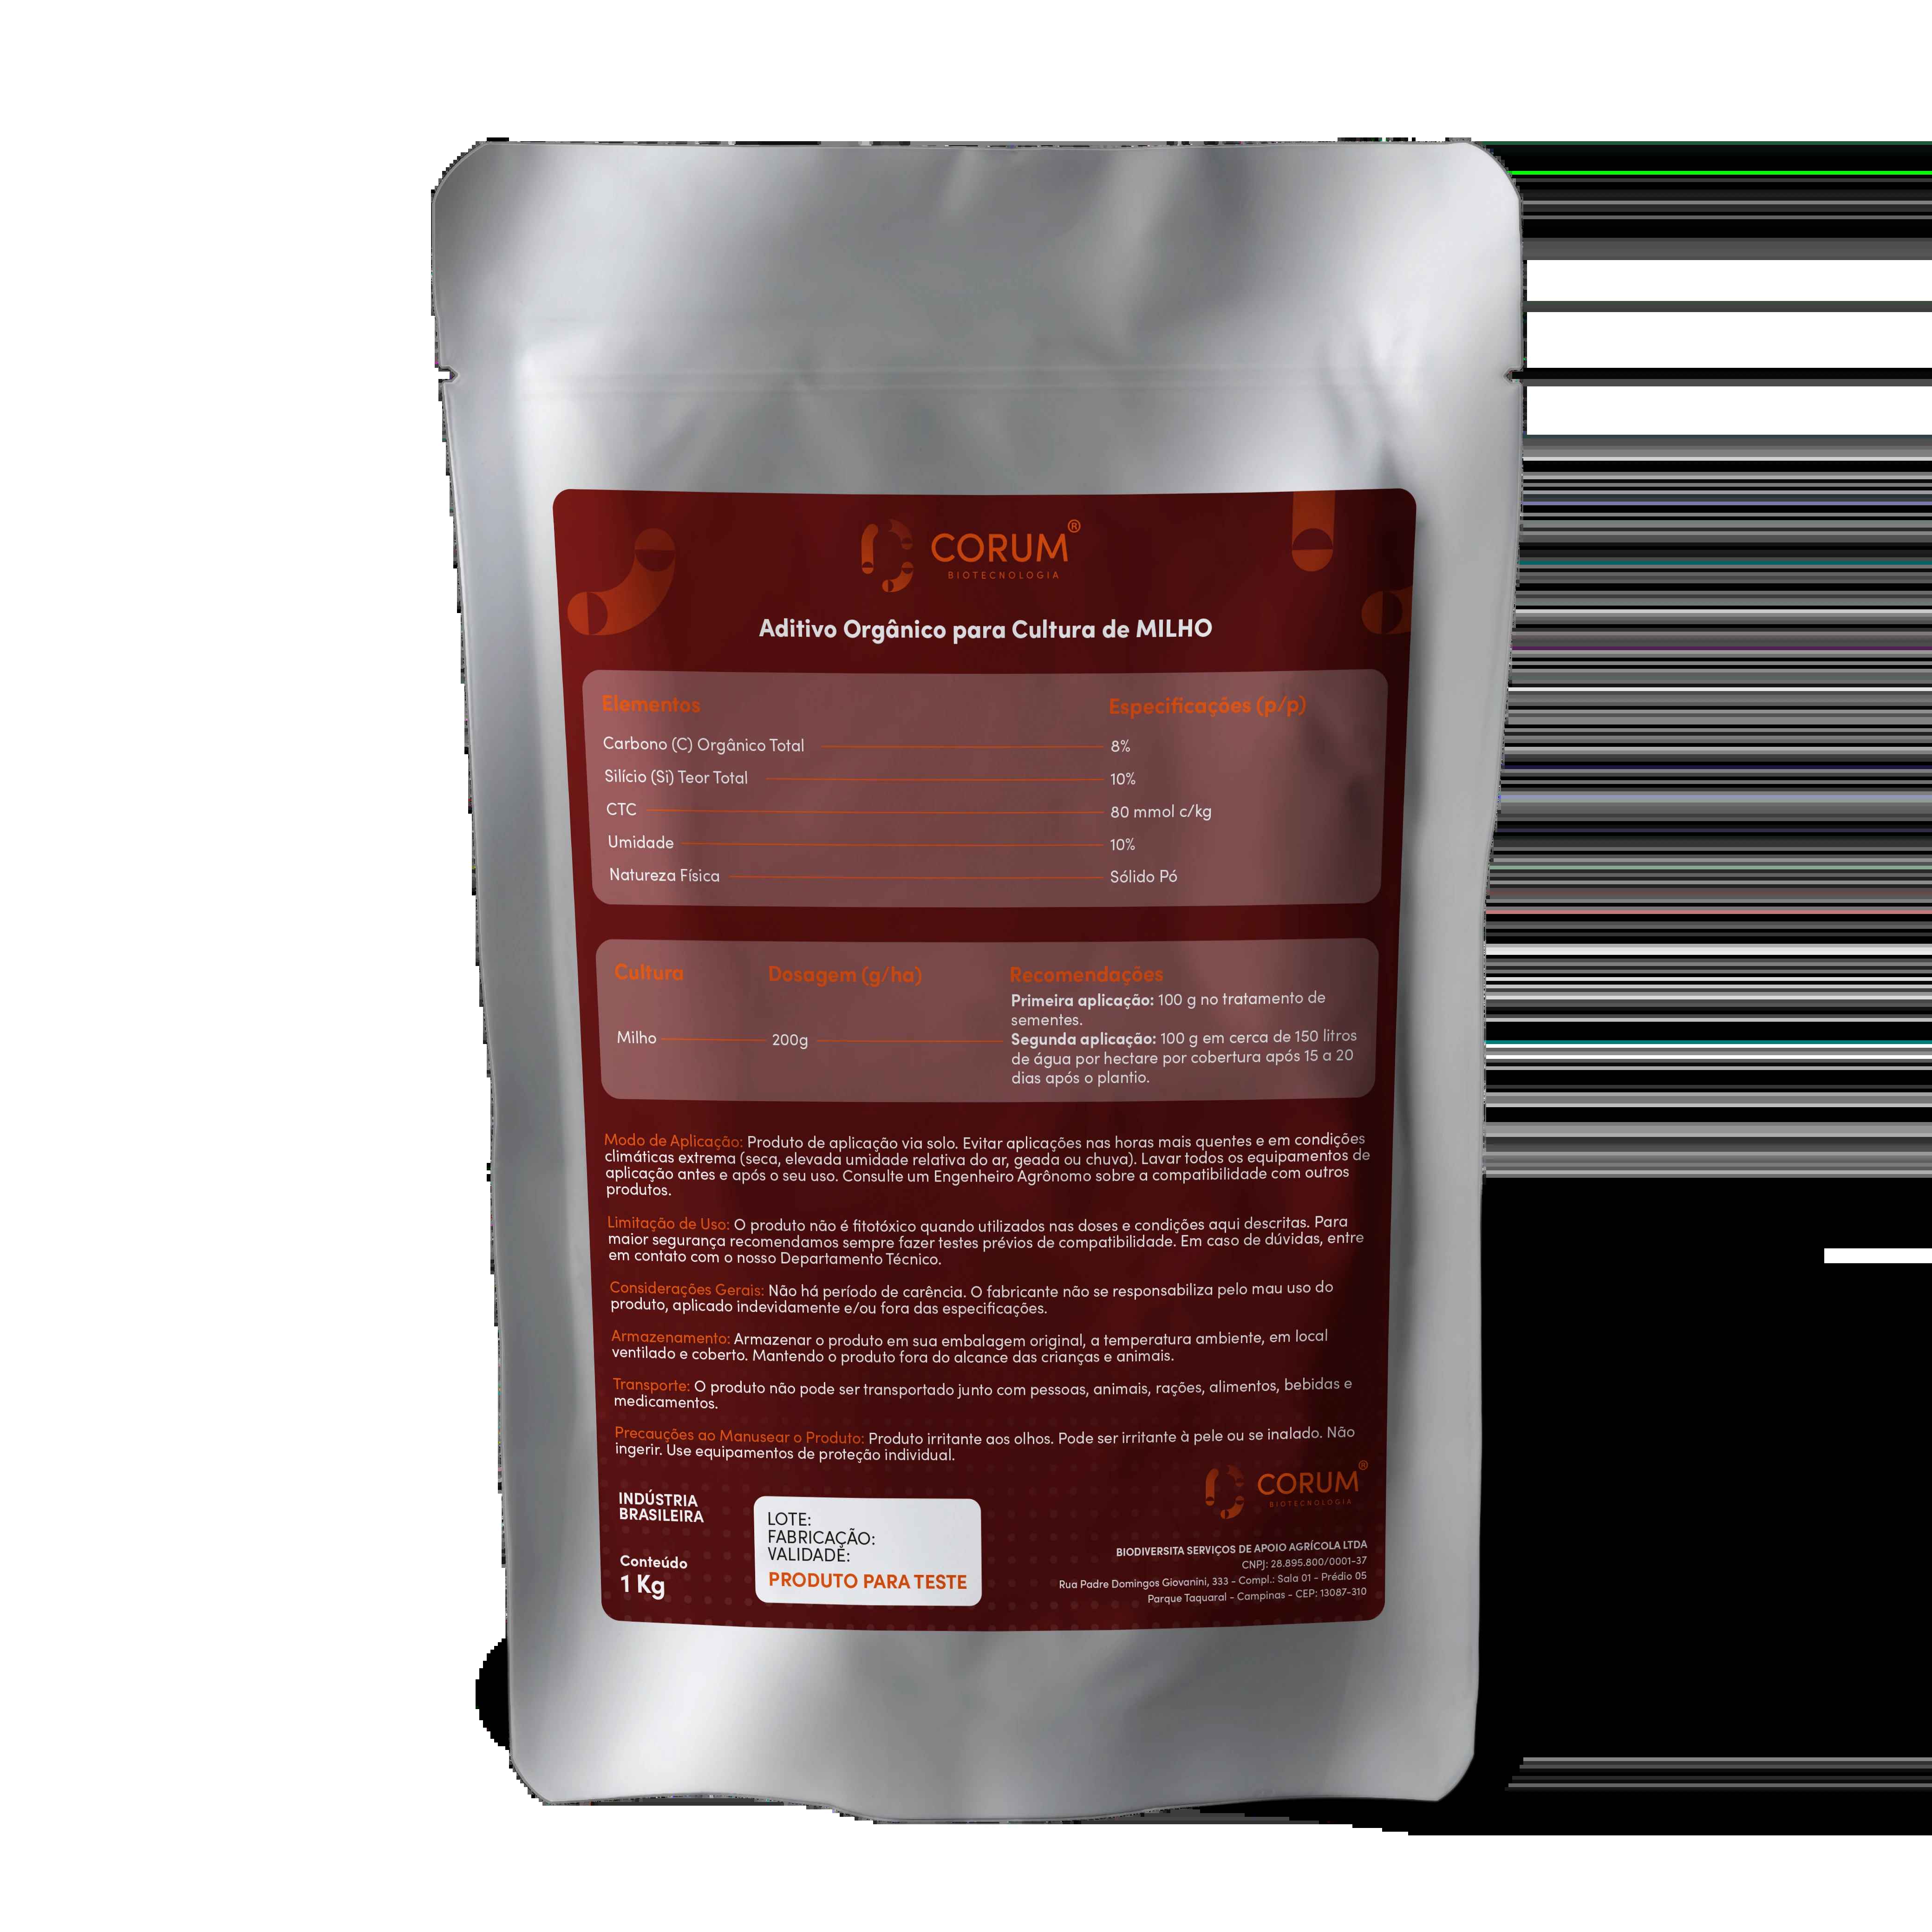 CORUM®
BIOTECNOLOGIA
Aditivo Orgânico para Cultura de MILHO
Elementos Especificações (p/p)
Carbono (C) Orgânico Total 8%
Silício (Si) Teor Total 10%
CTC 80 mmol c/kg
Umidade 10%
Natureza Física Sólido Pó
Cultura Dosagem (g/ha) Recomendações
Primeira aplicação: 100 g no tratamento de
sementes.
Milho 200g Segunda aplicação: 100 g em cerca de 150 litros
de água por hectare por cobertura após 15 a 20
dias após o plantio.
Modo de Aplicação: Produto de aplicação via solo. Evitar aplicações nas horas mais quentes e em condições
climáticas extrema (seca, elevada umidade relativa do ar, geada ou chuva). Lavar todos os equipamentos de
aplicação antes e após o seu uso. Consulte um Engenheiro Agrônomo sobre a compatibilidade com outros
produtos.
Limitação de Uso: O produto não é fitotóxico quando utilizados nas doses e condições aqui descritas. Para
maior segurança recomendamos sempre fazer testes prévios de compatibilidade. Em caso de dúvidas, entre
em contato com o nosso Departamento Técnico.
Considerações Gerais: Não há período de carência. O fabricante não se responsabiliza pelo mau uso do
produto, aplicado indevidamente e/ou fora das especificações.
Armazenamento: Armazenar o produto em sua embalagem original, a temperatura ambiente, em local
ventilado e coberto. Mantendo o produto fora do alcance das crianças e animais.
Transporte: O produto não pode ser transportado junto com pessoas, animais, rações, alimentos, bebidas e
medicamentos.
Precauções ao Manusear o Produto: Produto irritante aos olhos. Pode ser irritante à pele ou se inalado. Não
ingerir. Use equipamentos de proteção individual.
INDÚSTRIA
BRASILEIRA
Conteúdo
1 Kg
LOTE:
FABRICAÇÃO:
VALIDADE:
PRODUTO PARA TESTE
CORUM®
BIOTECNOLOGIA
BIODIVERSITA SERVIÇOS DE APOIO AGRÍCOLA LTDA
CNPJ: 28.895.800/0001-37
Rua Padre Domingos Giovanini, 333 - Compl.: Sala 01 - Prédio 05
Parque Taquaral - Campinas - CEP: 13087-310